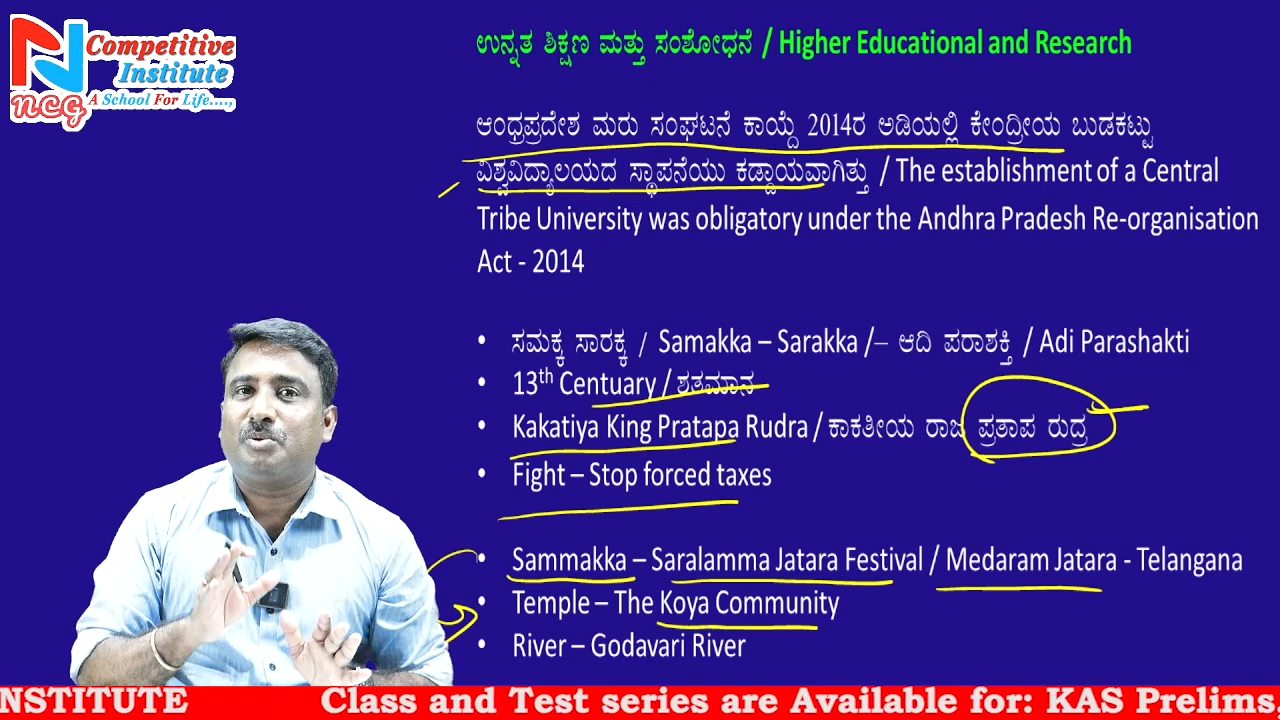 Competitive
Institute
NCG A School For Life....,
ಉನ್ನತ ಶಿಕ್ಷಣ ಮತ್ತು ಸಂಶೋಧನೆ / Higher Educational and Research
ಆಂಧ್ರಪ್ರದೇಶ ಮರು ಸಂಘಟನೆ ಕಾಯ್ದೆ 2014ರ ಅಡಿಯಲ್ಲಿ ಕೇಂದ್ರೀಯ ಬುಡಕಟ್ಟು
ವಿಶ್ವವಿದ್ಯಾಲಯದ ಸ್ಥಾಪನೆಯು ಕಡ್ಡಾಯವಾಗಿತ್ತು / The establishment of a Central
Tribe University was obligatory under the Andhra Pradesh Re-organisation
Act - 2014
• ಸಮಕ್ಕ ಸಾರಕ್ಕ / Samakka – Sarakka /– ಆದಿ ಪರಾಶಕ್ತಿ / Adi Parashakti
• 13th Centuary / ಶತಮಾನ
• Kakatiya King Pratapa Rudra / ಕಾಕತೀಯ ರಾಜ ಪ್ರತಾಪ ರುದ್ರ
• Fight – Stop forced taxes
• Sammakka – Saralamma Jatara Festival / Medaram Jatara - Telangana
• Temple – The Koya Community
• River – Godavari River
NSTITUTE Class and Test series are Available for: KAS Prelims.